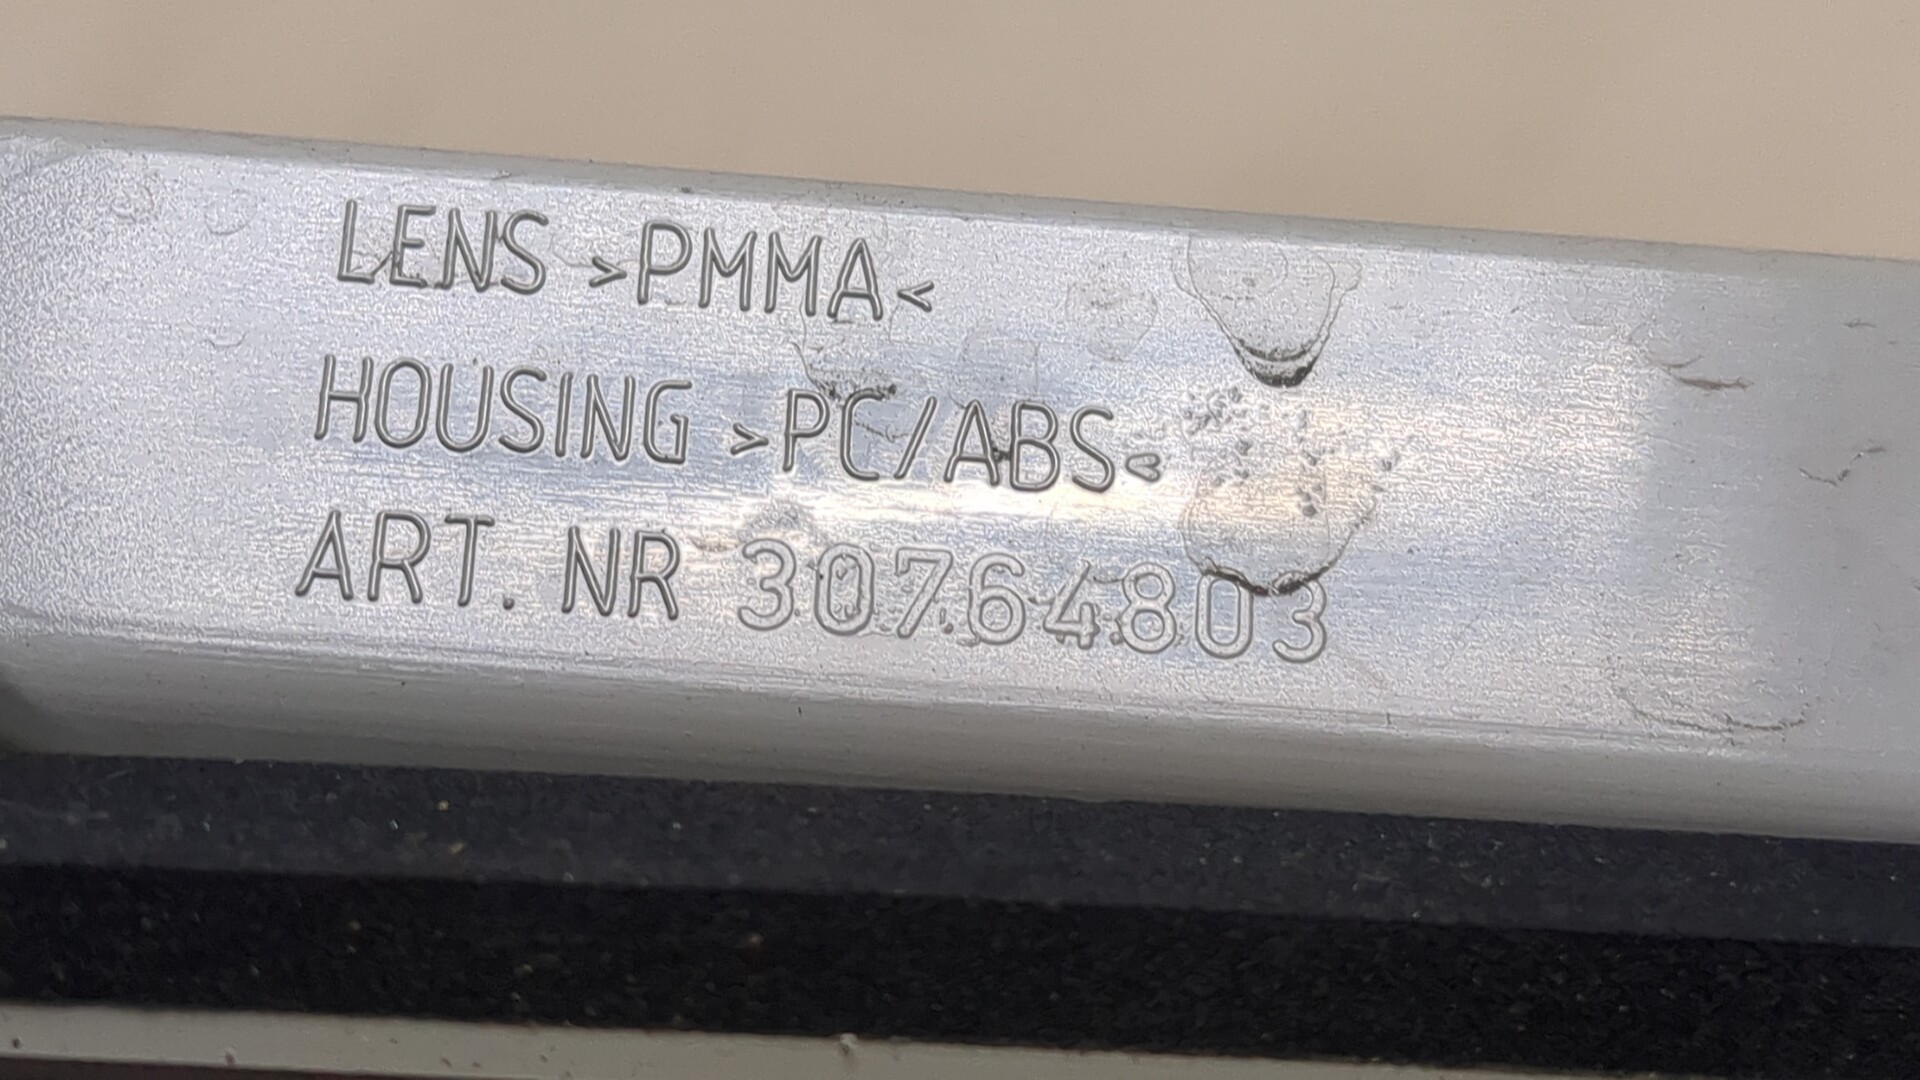 LENS >PMMA<
HOUSING >PC/ABS<
ART. NR 30764803